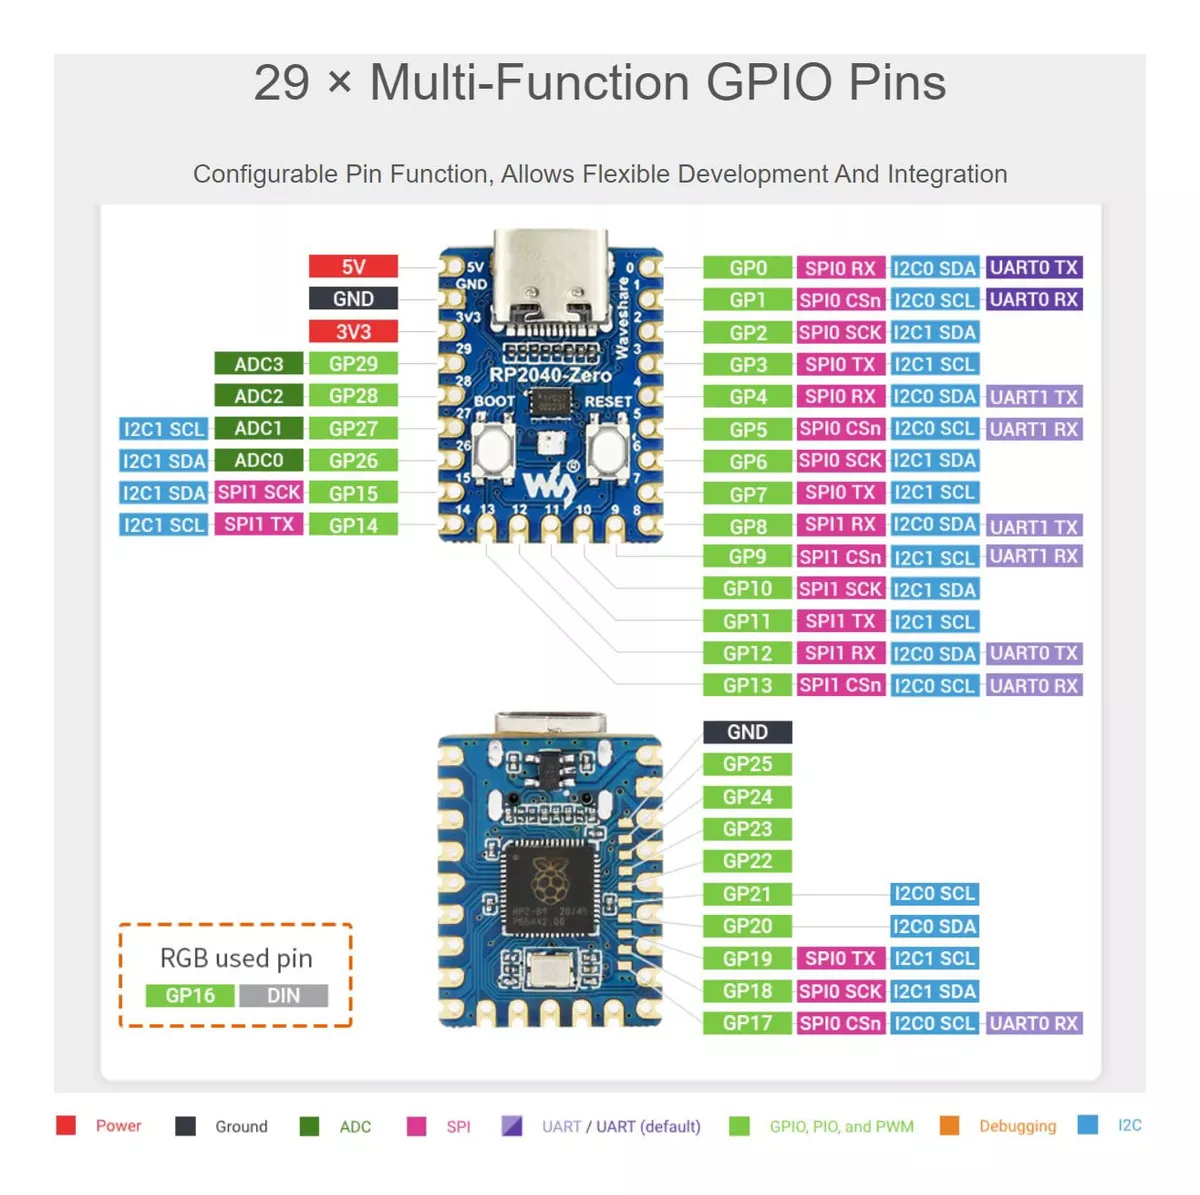 29 × Multi-Function GPIO Pins
Configurable Pin Function, Allows Flexible Development And Integration
5V 5V 0 GP0 SPI0 RX I2C0 SDA UART0 TX
GND GND 1 GP1 SPI0 CSn I2C0 SCL UART0 RX
3V3 3V3 2 GP2 SPI0 SCK I2C1 SDA
Waveshare
ADC3 GP29 29 3 GP3 SPI0 TX I2C1 SCL
RP2040-Zero
ADC2 GP28 28 4 GP4 SPI0 RX I2C0 SDA UART1 TX
BOOT RESET
I2C1 SCL ADC1 GP27 27 5 GP5 SPI0 CSn I2C0 SCL UART1 RX
I2C1 SDA ADC0 GP26 26 6 GP6 SPI0 SCK I2C1 SDA
I2C1 SDA SPI1 SCK GP15 15 7 GP7 SPI0 TX I2C1 SCL
I2C1 SCL SPI1 TX GP14 14 13 12 11 10 9 8 GP8 SPI1 RX I2C0 SDA UART1 TX
GP9 SPI1 CSn I2C1 SCL UART1 RX
GP10 SPI1 SCK I2C1 SDA
GP11 SPI1 TX I2C1 SCL
GP12 SPI1 RX I2C0 SDA UART0 TX
GP13 SPI1 CSn I2C0 SCL UART0 RX
GND
GP25
GP24
GP23
GP22
GP21 I2C0 SCL
GP20 I2C0 SDA
GP19 SPI0 TX I2C1 SCL
GP18 SPI0 SCK I2C1 SDA
GP17 SPI0 CSn I2C0 SCL UART0 RX
RGB used pin
GP16 DIN
Power Ground ADC SPI UART / UART (default) GPIO, PIO, and PWM Debugging I2C